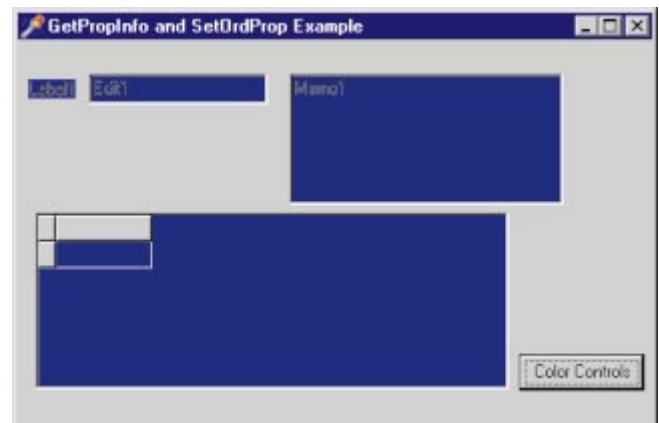 GetPropInfo and SetOrdProp Example
Label1 Edit1 Memo1
Color Controls